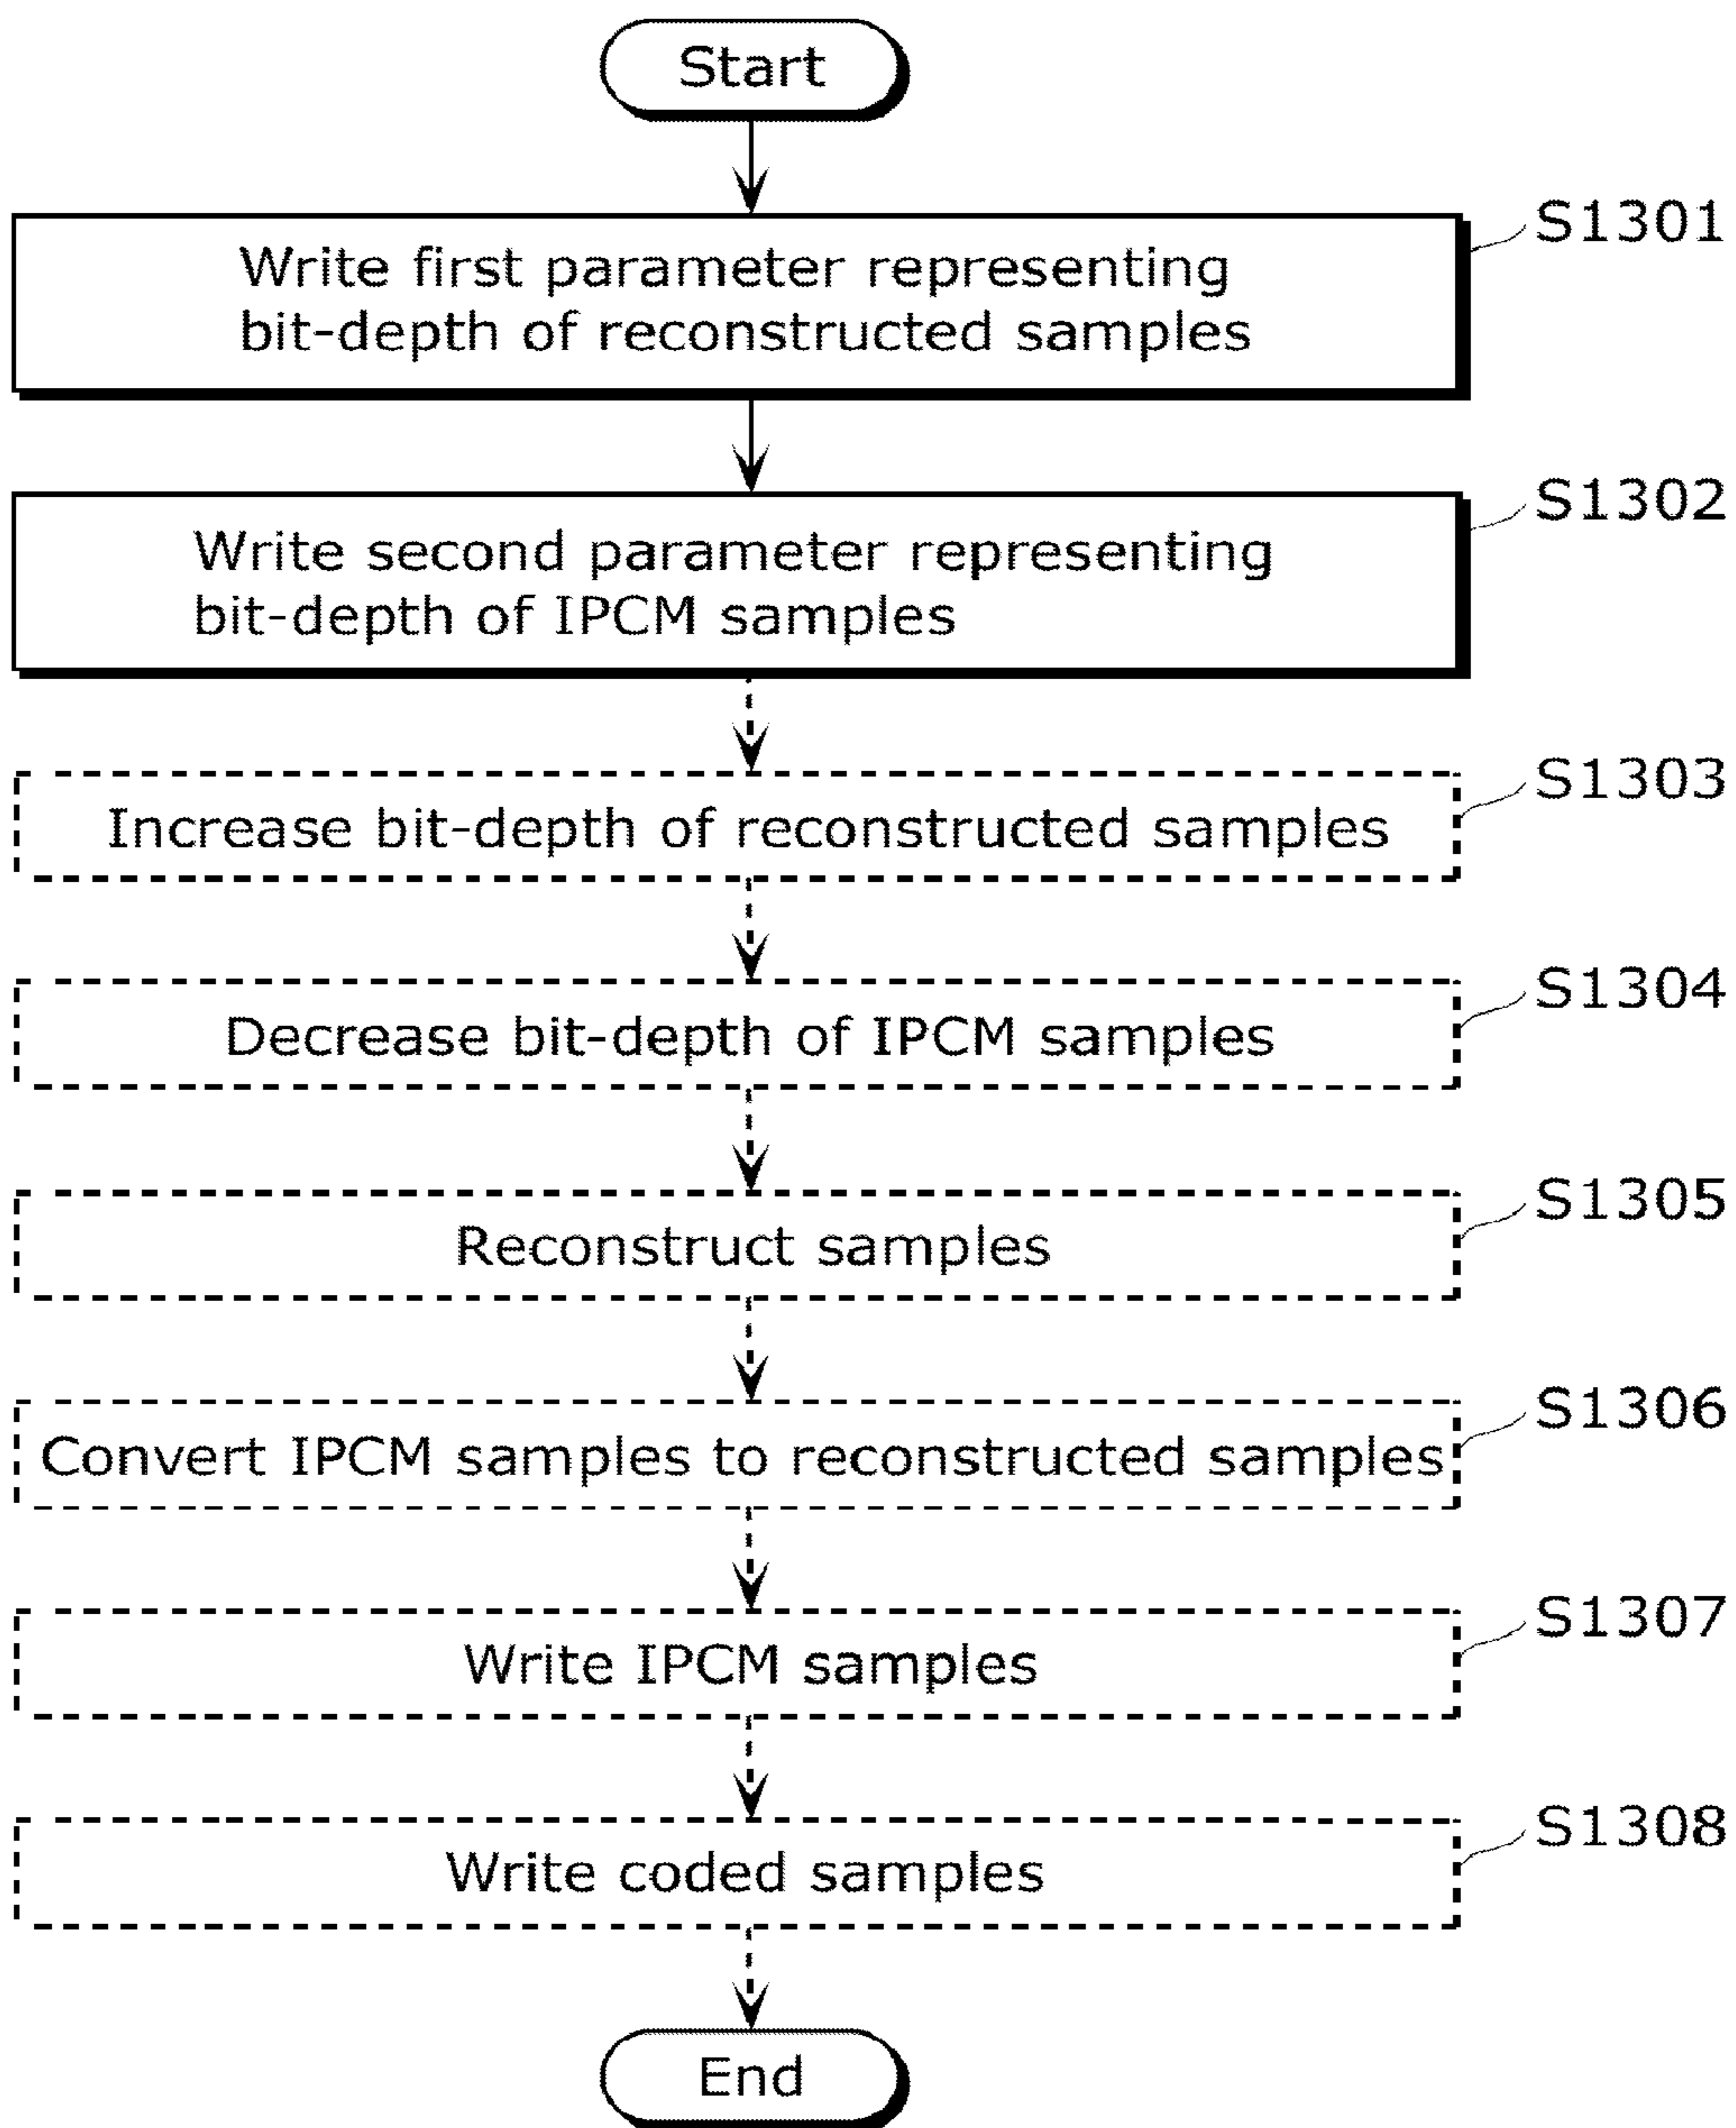 Start
S1301
Write first parameter representing
bit-depth of reconstructed samples
S1302
Write second parameter representing
bit-depth of IPCM samples
S1303
Increase bit-depth of reconstructed samples
S1304
Decrease bit-depth of IPCM samples
S1305
Reconstruct samples
S1306
Convert IPCM samples to reconstructed samples
S1307
Write IPCM samples
S1308
Write coded samples
End